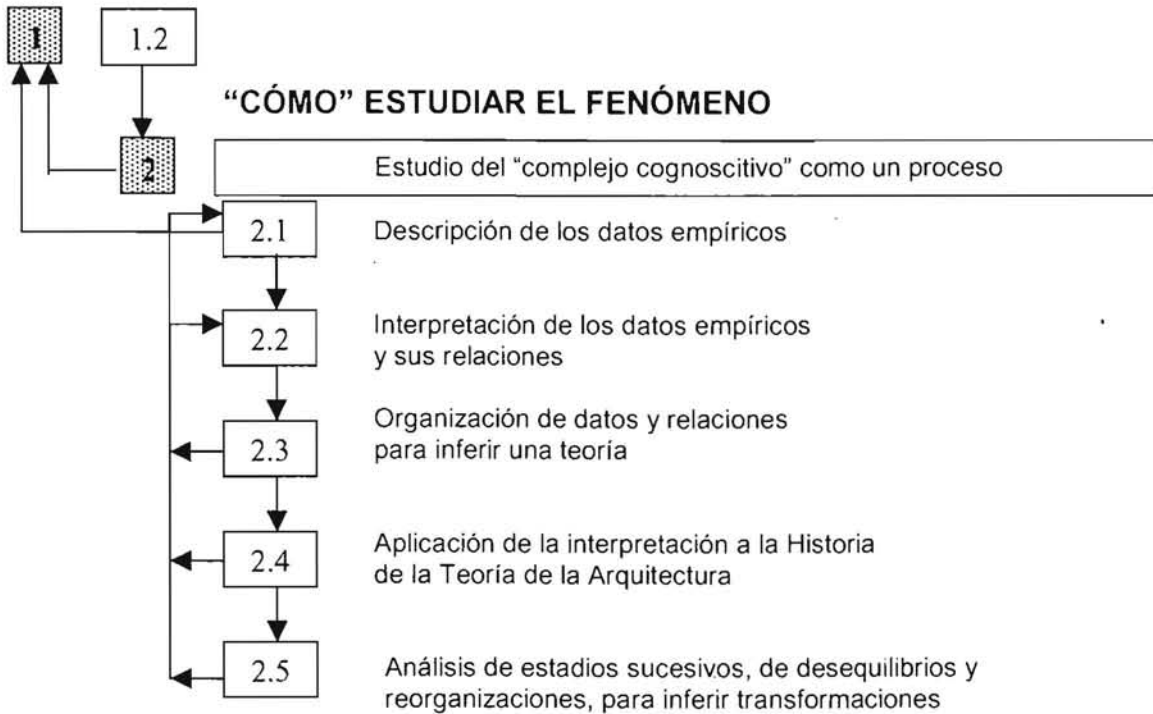 1
1.2
“CÓMO” ESTUDIAR EL FENÓMENO
2
Estudio del “complejo cognoscitivo” como un proceso
2.1
Descripción de los datos empíricos
2.2
Interpretación de los datos empíricos
y sus relaciones
2.3
Organización de datos y relaciones
para inferir una teoría
2.4
Aplicación de la interpretación a la Historia
de la Teoría de la Arquitectura
2.5
Análisis de estadios sucesivos, de desequilibrios y
reorganizaciones, para inferir transformaciones